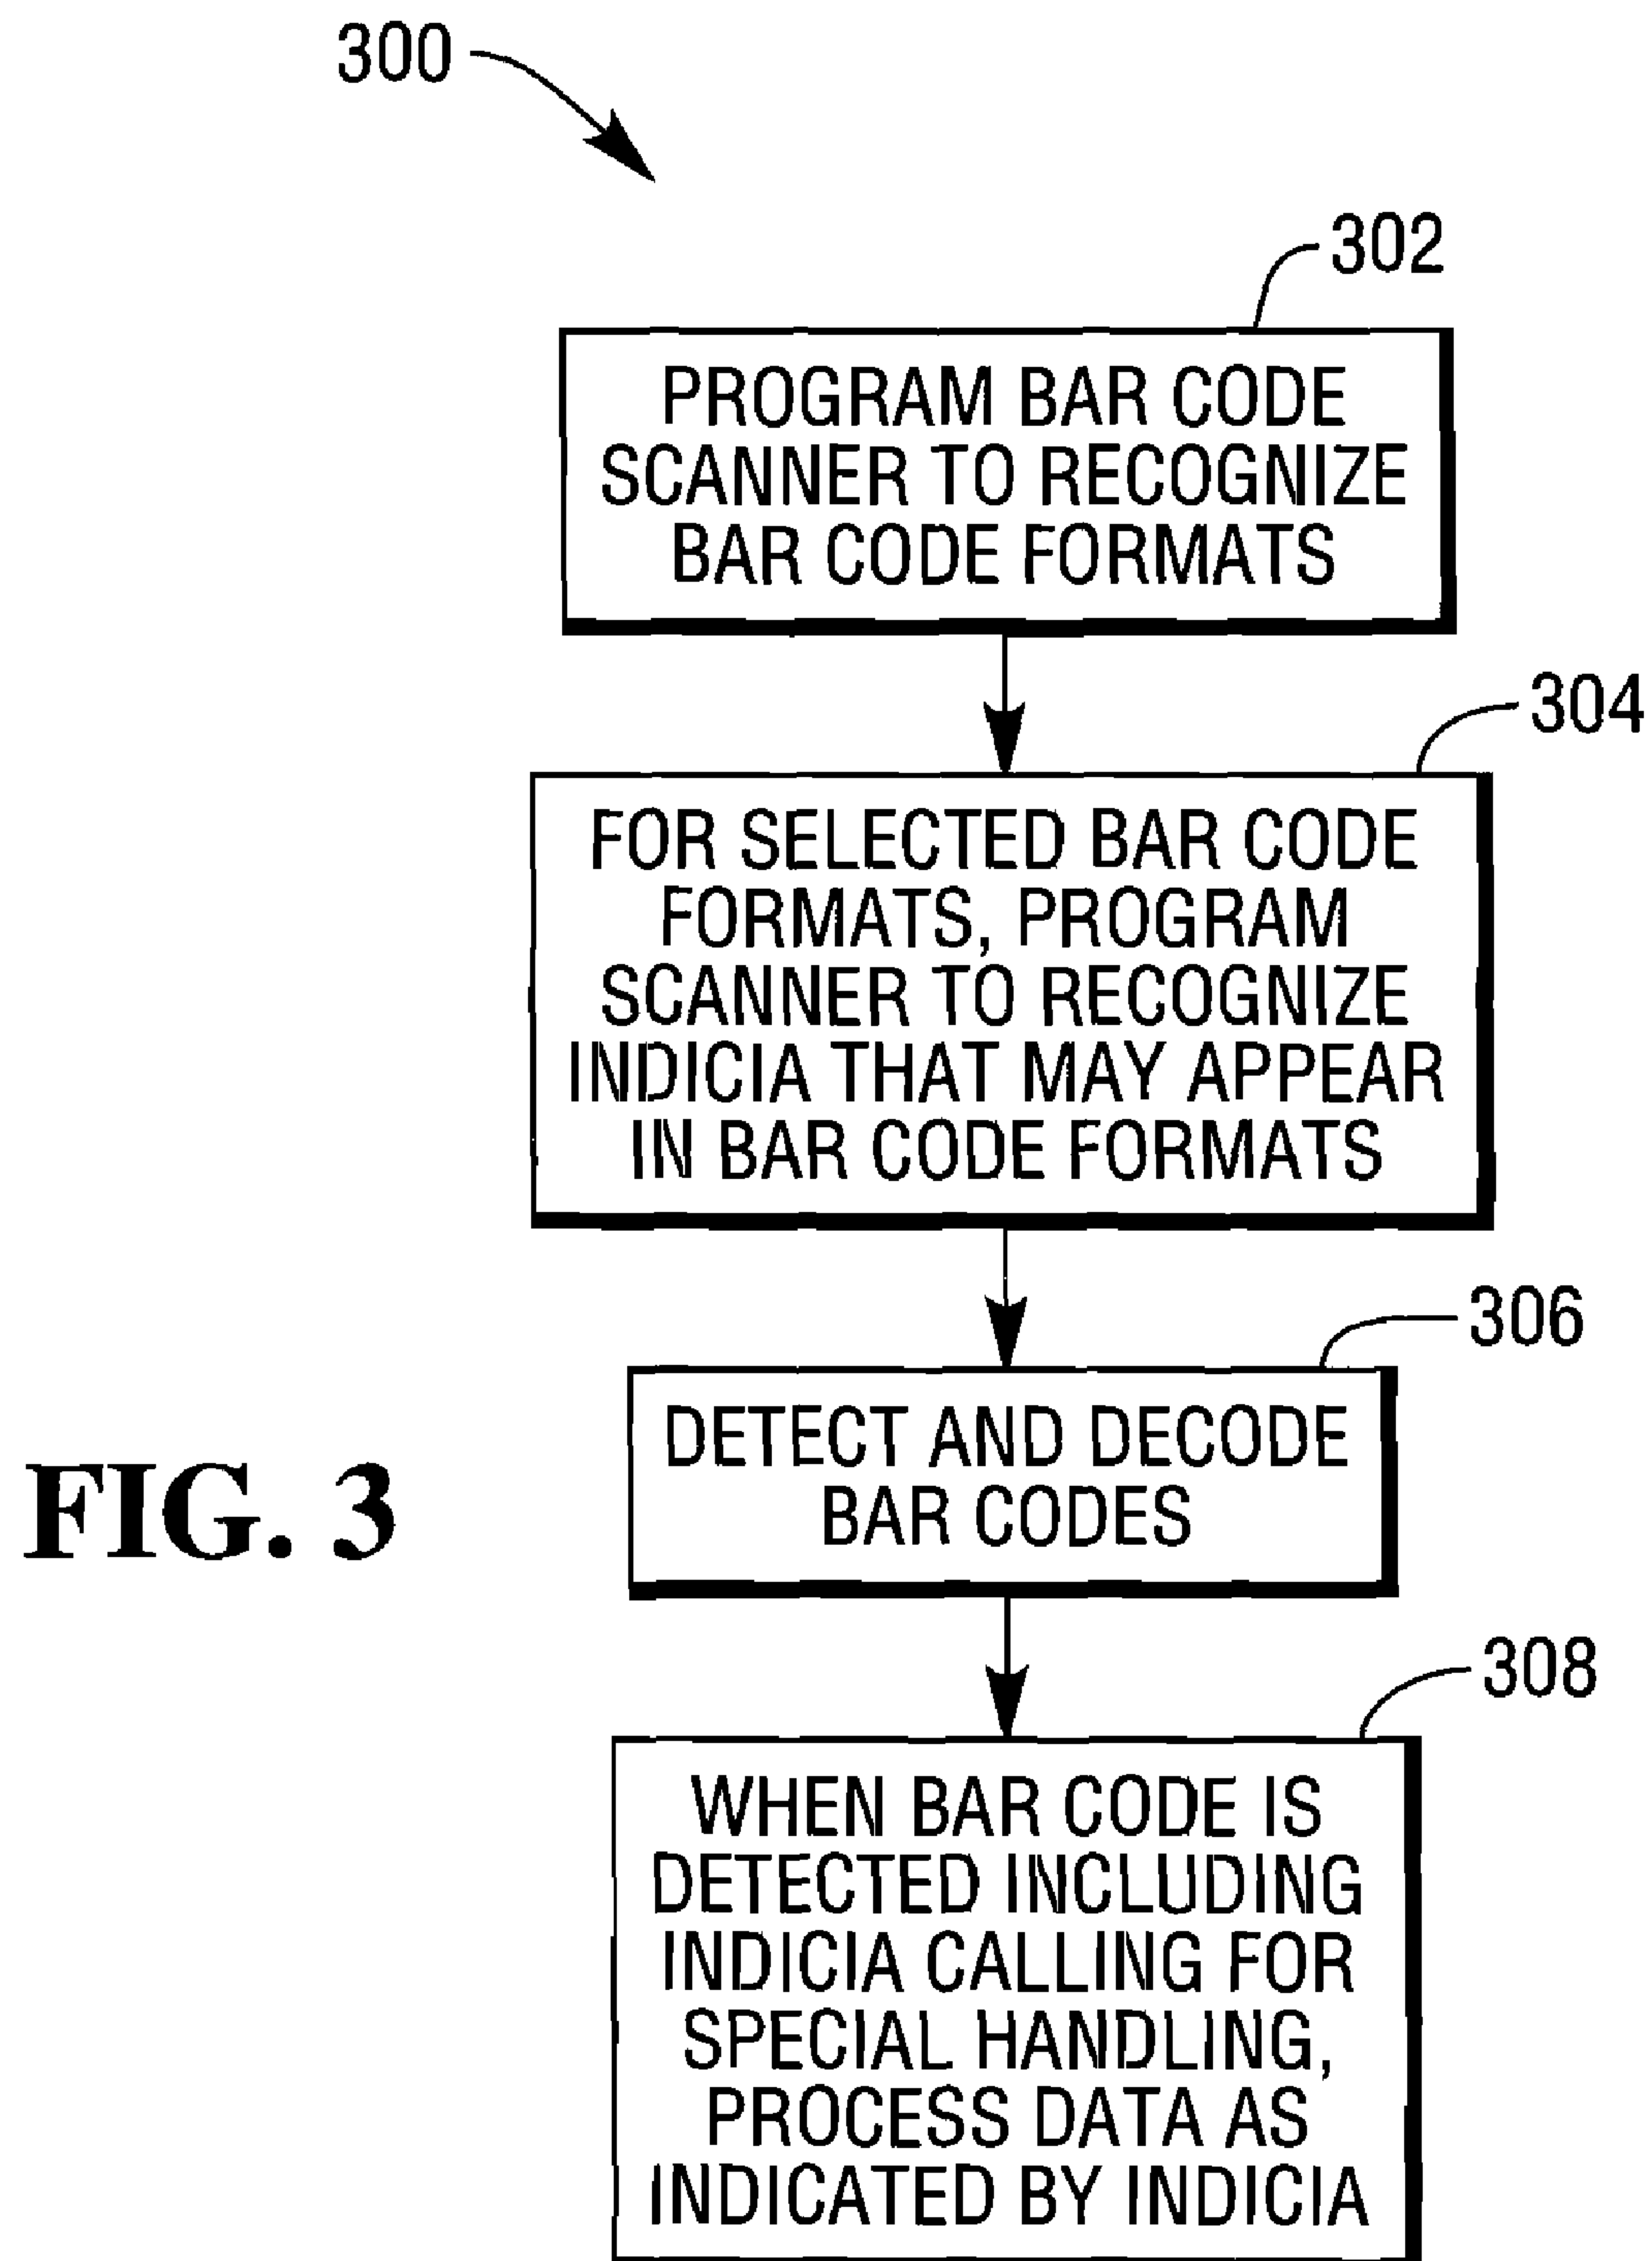 300
302
PROGRAM BAR CODE
SCANNER TO RECOGNIZE
BAR CODE FORMATS
304
FOR SELECTED BAR CODE
FORMATS, PROGRAM
SCANNER TO RECOGNIZE
INDICIA THAT MAY APPEAR
IN BAR CODE FORMATS
306
DETECT AND DECODE
BAR CODES
FIG. 3
308
WHEN BAR CODE IS
DETECTED INCLUDING
INDICIA CALLING FOR
SPECIAL HANDLING,
PROCESS DATA AS
INDICATED BY INDICIA